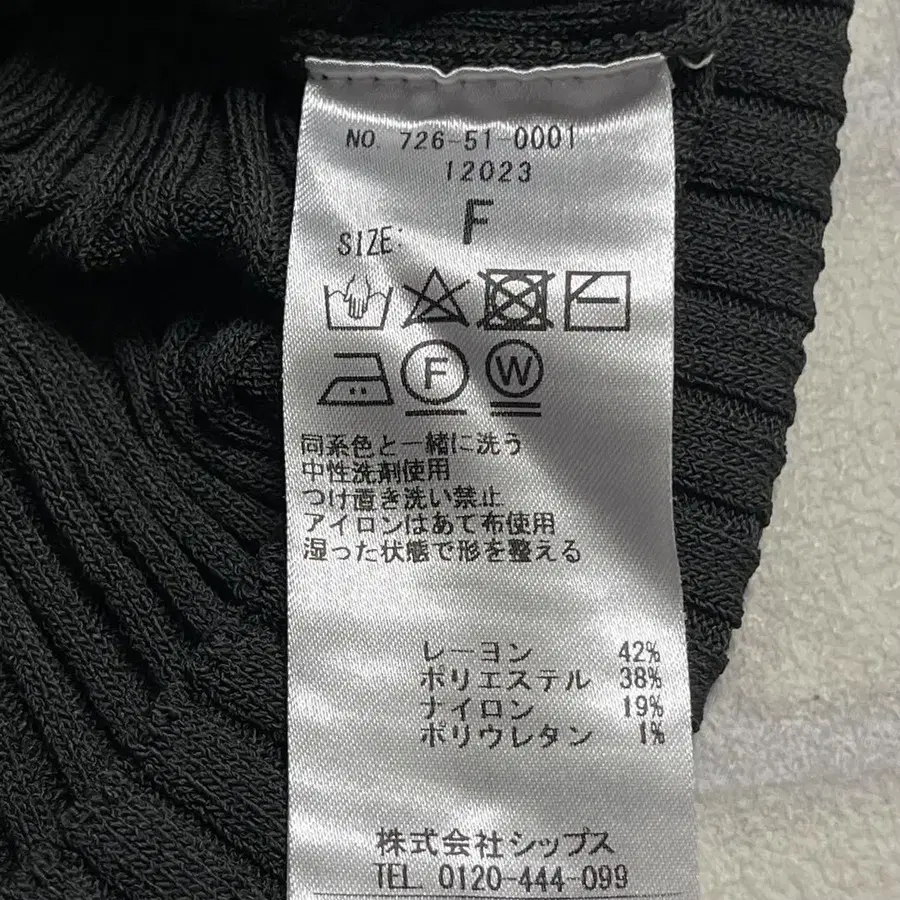 NO. 726-51-0001
12023
SIZE: F
F W
同系色と一緒に洗う
中性洗剤使用
つけ置き洗い禁止
アイロンはあて布使用
湿った状態で形を整える
レーヨン 42%
ポリエステル 38%
ナイロン 19%
ポリウレタン 1%
株式会社シップス
TEL. 0120-444-099